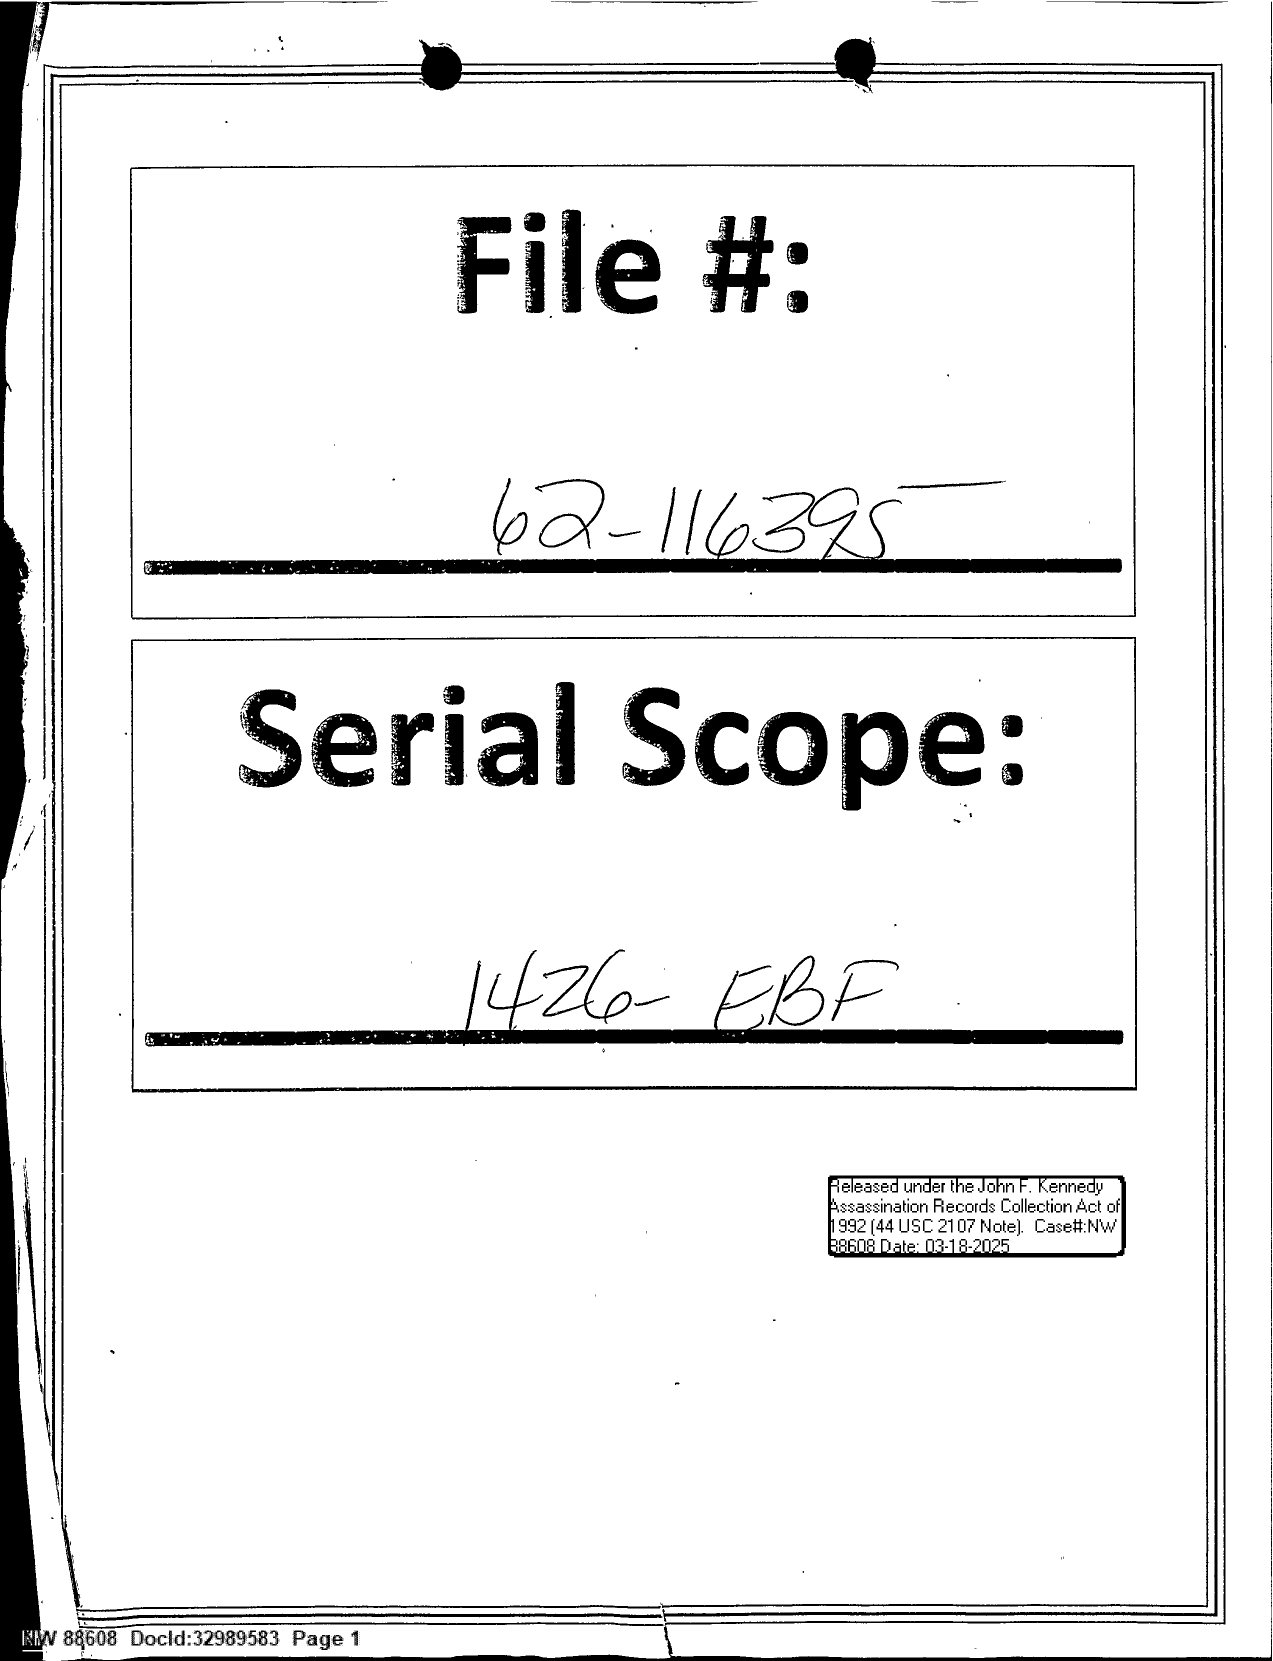 File #:
62-116395
Serial Scope:
1426- EBF
Released under the John F. Kennedy
Assassination Records Collection Act of
1992 (44 USC 2107 Note). Case#:NW
88608 Date: 03-18-2025
NW 88608 DocId:32989583 Page 1